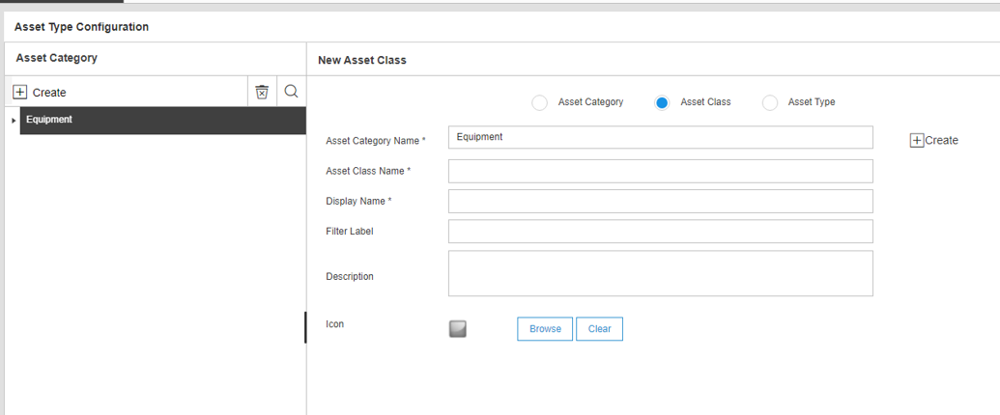 Asset Type Configuration
Asset Category
Create
Equipment
New Asset Class
Asset Category Asset Class Asset Type
Asset Category Name * Equipment Create
Asset Class Name *
Display Name *
Filter Label
Description
Icon Browse Clear